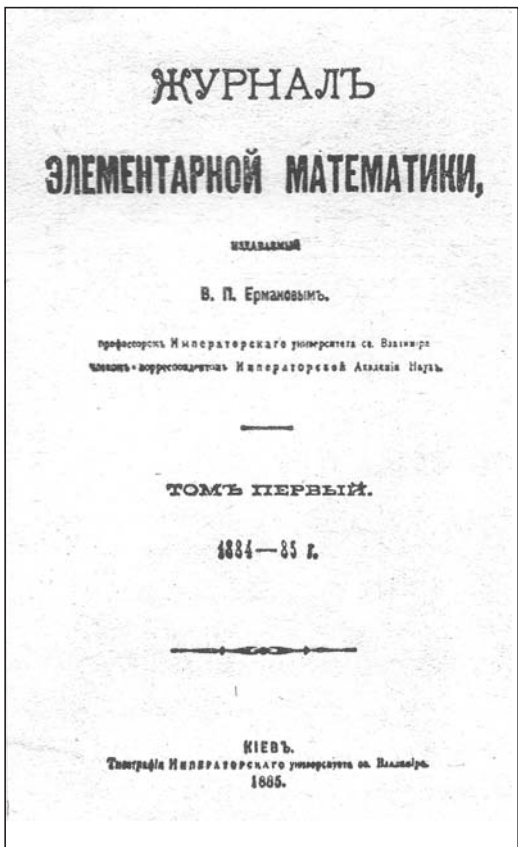 ЖУРНАЛЪ
ЭЛЕМЕНТАРНОЙ МАТЕМАТИКИ,
издаваемый
В. П. Ермаковымъ.
профессоромъ Императорскаго университета св. Владиміра
членомъ-корреспондентомъ Императорской Академіи Наукъ.
ТОМЪ ПЕРВЫЙ.
1884—85 г.
КІЕВЪ.
Типографія ИМПЕРАТОРСКАГО университета св. Владиміра.
1885.